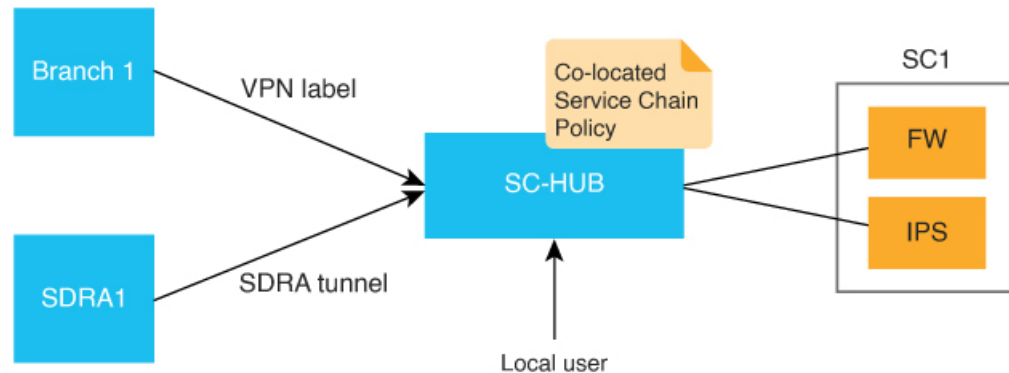 Branch 1
VPN label
Co-located
Service Chain
Policy
SC1
FW
SC-HUB
IPS
SDRA1
SDRA tunnel
Local user